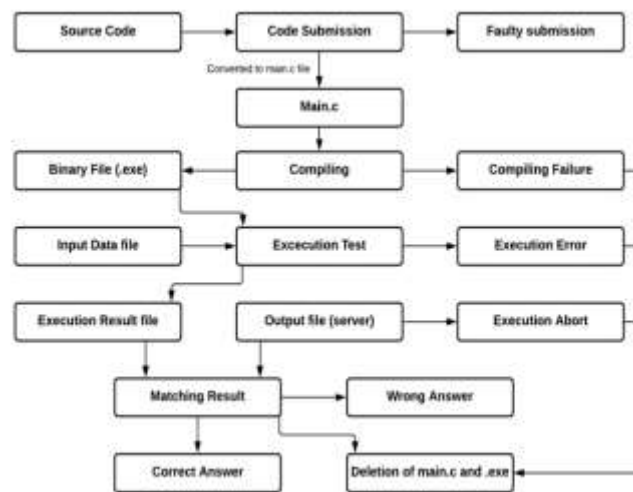 Source Code
Code Submission
Faulty submission
Converted to main.c file
Main.c
Binary File (.exe)
Compiling
Compiling Failure
Input Data file
Excecution Test
Execution Error
Execution Result file
Output file (server)
Execution Abort
Matching Result
Wrong Answer
Correct Answer
Deletion of main.c and .exe